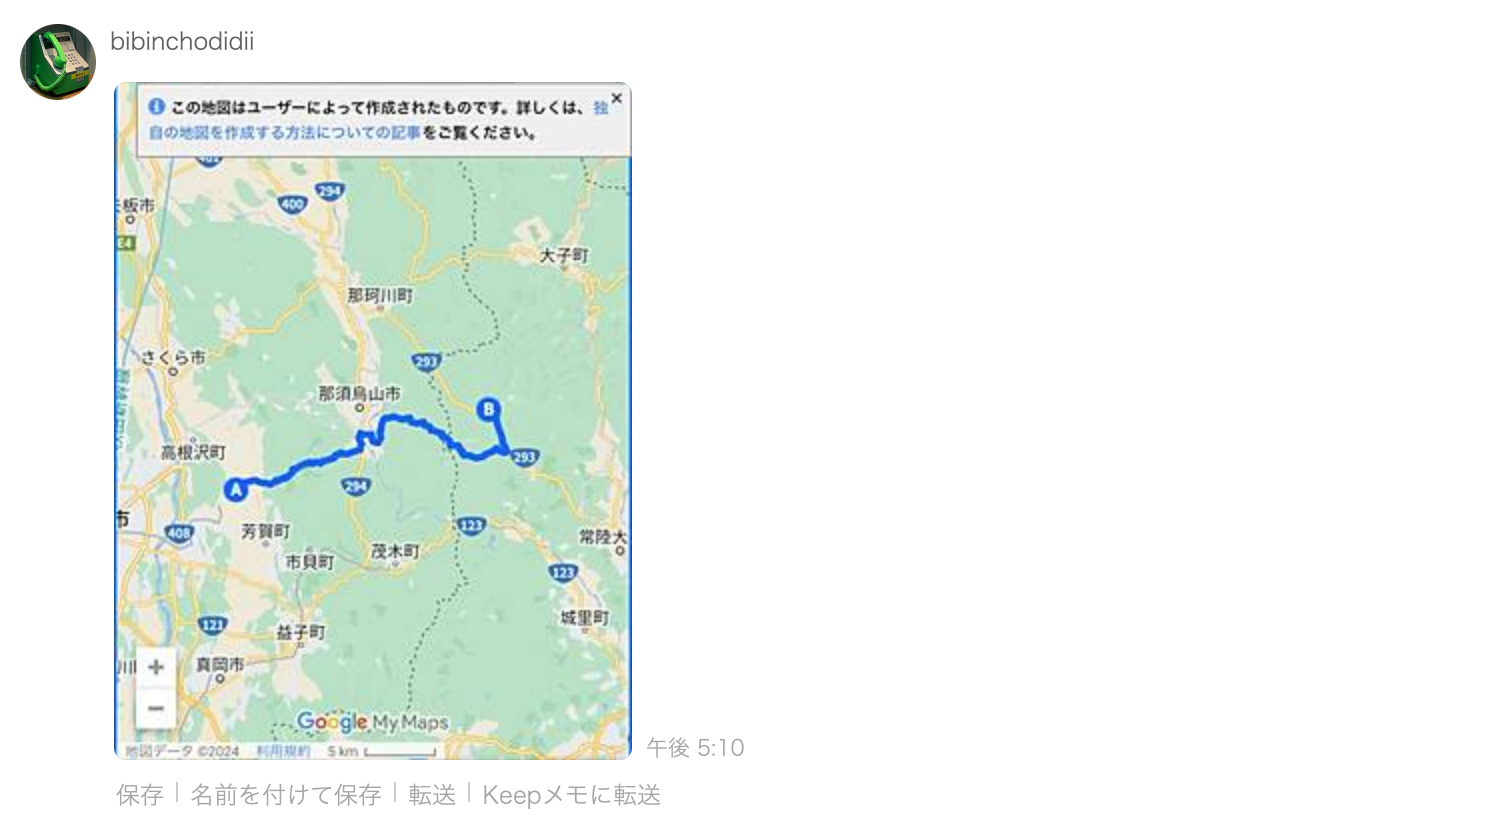 bibinchodidii
この地図はユーザーによって作成されたものです。詳しくは、独
自の地図を作成する方法についての記事をご覧ください。
×
294
400
板市
E4
大子町
那珂川町
さくら市
293
那須烏山市
B
高根沢町
293
A
294
市
408
芳賀町
123
常陸大
市貝町
茂木町
123
城里町
121
益子町
川
真岡市
+
−
Google My Maps
地図データ ©2024 利用規約 5 km
午後 5:10
保存 | 名前を付けて保存 | 転送 | Keepメモに転送